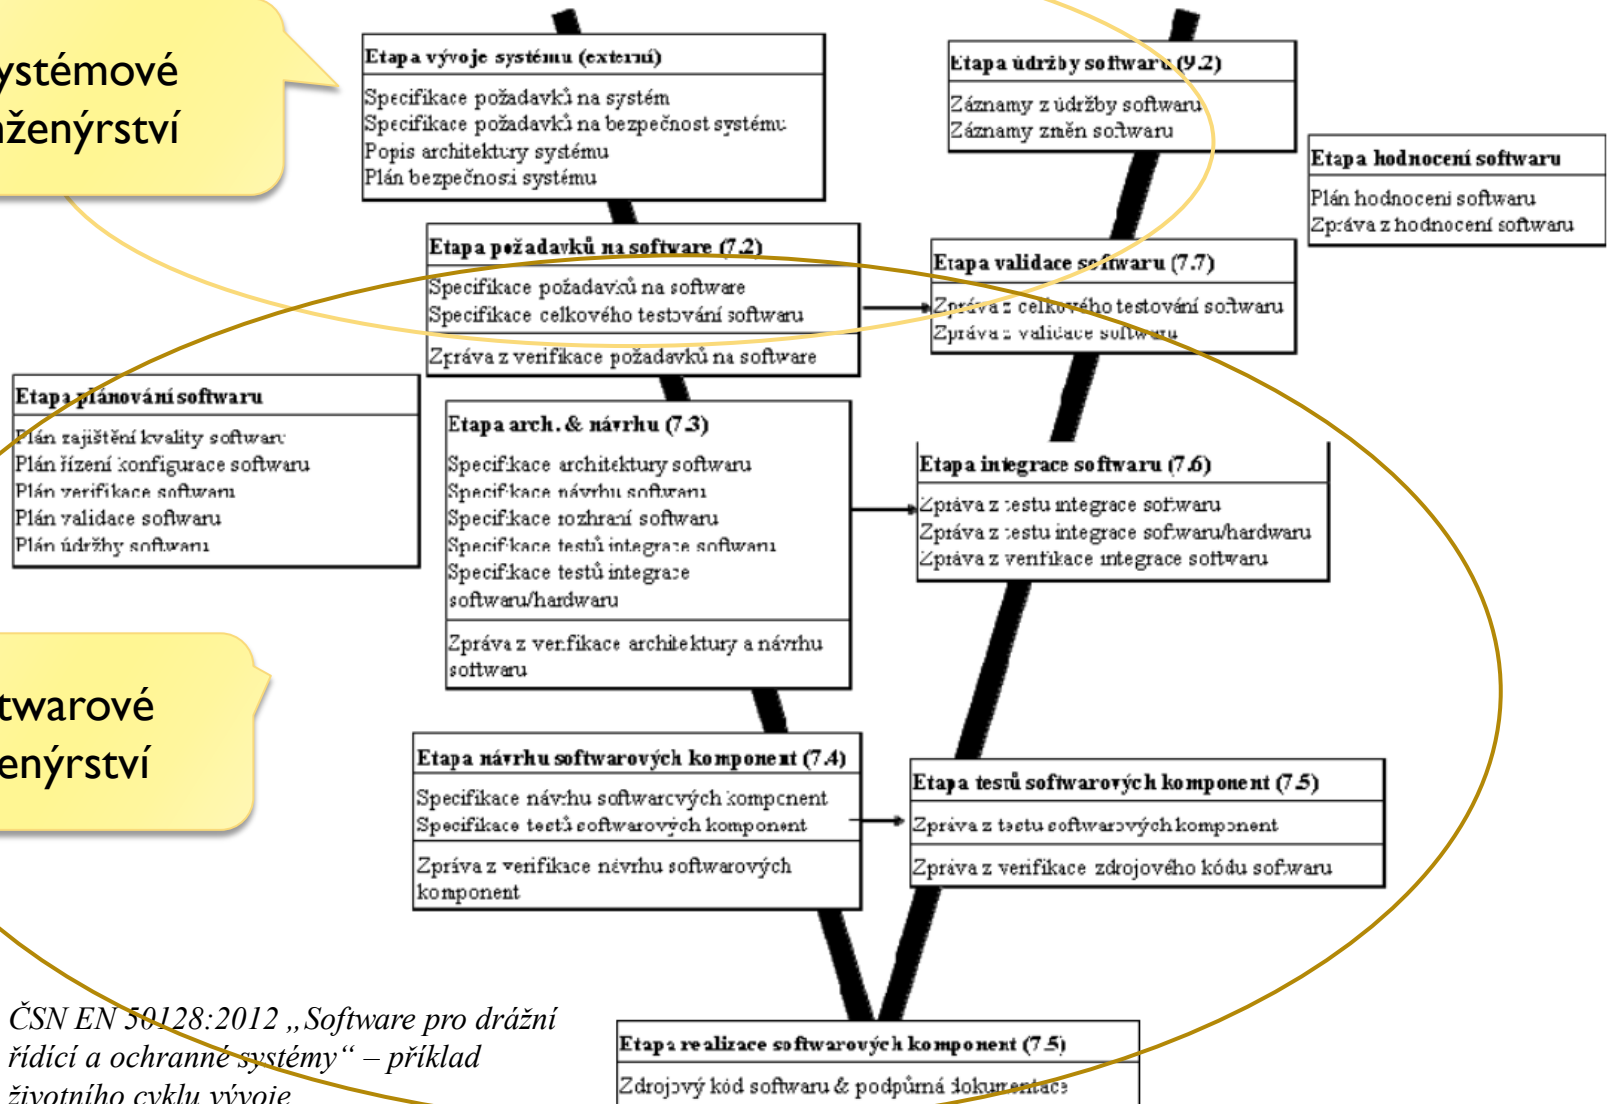 ystémové
nženýrství
Etapa vývoje systému (externí)
Specifikace požadavků na systém
Specifikace požadavků na bezpečnost systému
Popis architektury systému
Plán bezpečnosti systému
Etapa údržby softwaru (9.2)
Záznamy z údržby softwaru
Záznamy změn softwaru
Etapa hodnocení softwaru
Plán hodnocení softwaru
Zpráva z hodnocení softwaru
Etapa požadavků na software (7.2)
Specifikace požadavků na software
Specifikace celkového testování softwaru
Zpráva z verifikace požadavků na software
Etapa validace softwaru (7.7)
Zpráva z celkového testování softwaru
Zpráva z validace softwaru
Etapa plánování softwaru
Plán zajištění kvality softwaru
Plán řízení konfigurace softwaru
Plán verifikace softwaru
Plán validace softwaru
Plán údržby softwaru
Etapa arch. & návrhu (7.3)
Specifikace architektury softwaru
Specifikace návrhu softwaru
Specifikace rozhraní softwaru
Specifikace testů integrace softwaru
Specifikace testů integrace
softwaru/hardwaru
Zpráva z verifikace architektury a návrhu
softwaru
Etapa integrace softwaru (7.6)
Zpráva z testu integrace softwaru
Zpráva z testu integrace softwaru/hardwaru
Zpráva z verifikace integrace softwaru
twarové
enýrství
Etapa návrhu softwarových komponent (7.4)
Specifikace návrhu softwarových komponent
Specifikace testů softwarových komponent
Zpráva z verifikace návrhu softwarových
komponent
Etapa testů softwarových komponent (7.5)
Zpráva z testu softwarových komponent
Zpráva z verifikace zdrojového kódu softwaru
ČSN EN 50128:2012 „Software pro drážní
řídící a ochranné systémy“ – příklad
životního cyklu vývoje
Etapa realizace softwarových komponent (7.5)
Zdrojový kód softwaru & podpůrná dokumentace